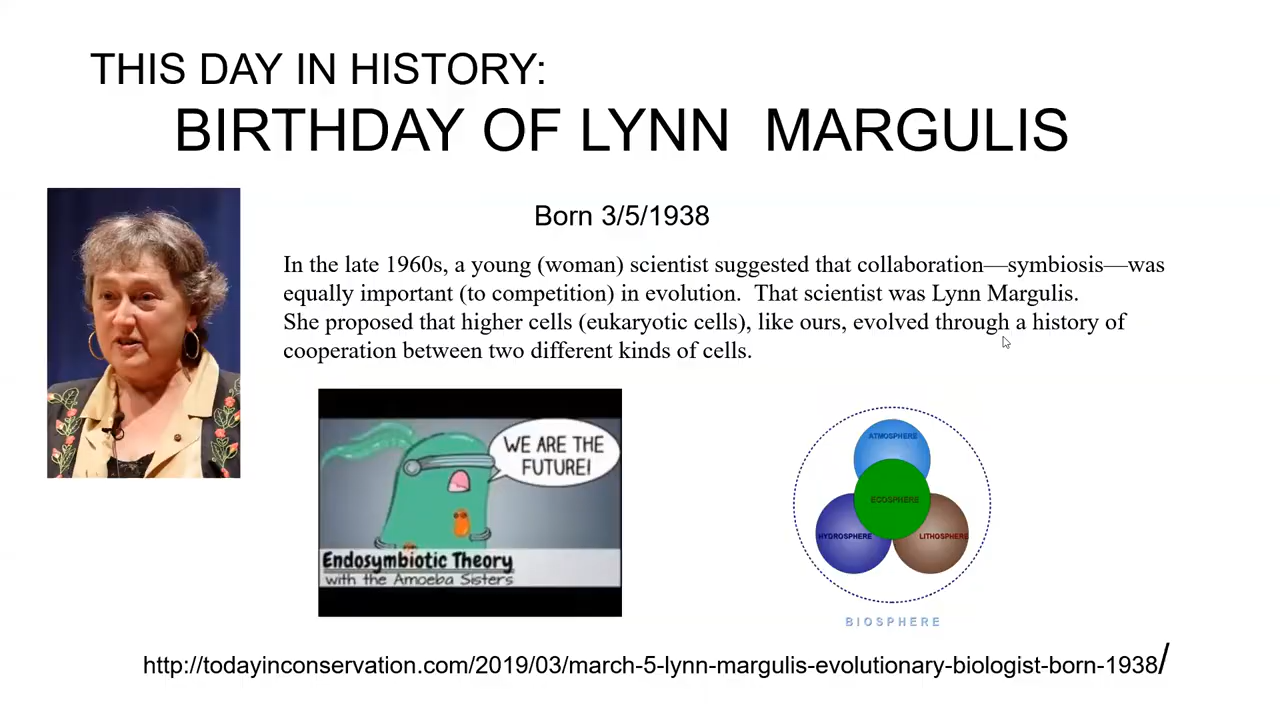 THIS DAY IN HISTORY:
BIRTHDAY OF LYNN MARGULIS
Born 3/5/1938
In the late 1960s, a young (woman) scientist suggested that collaboration—symbiosis—was
equally important (to competition) in evolution. That scientist was Lynn Margulis.
She proposed that higher cells (eukaryotic cells), like ours, evolved through a history of
cooperation between two different kinds of cells.
WE ARE THE
FUTURE!
Endosymbiotic Theory
with the Amoeba Sisters
ATMOSPHERE
ECOSPHERE
HYDROSPHERE
LITHOSPHERE
BIOSPHERE
http://todayinconservation.com/2019/03/march-5-lynn-margulis-evolutionary-biologist-born-1938/